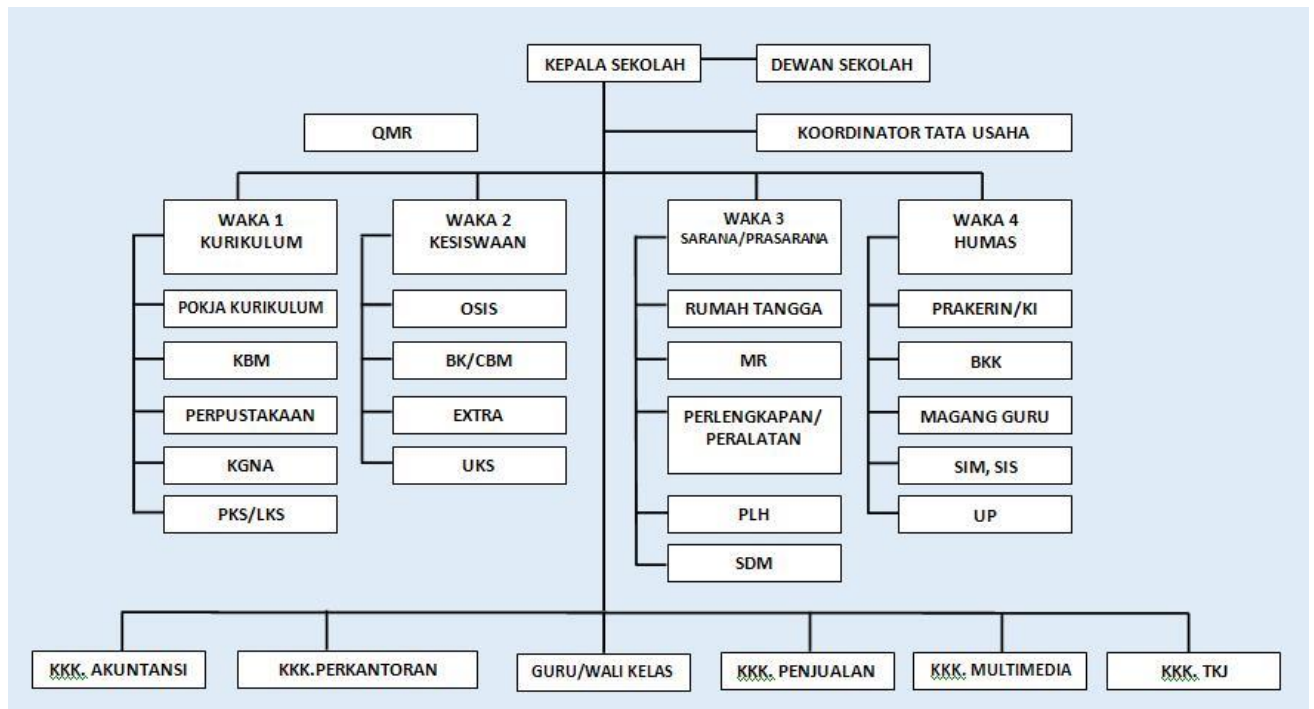 KEPALA SEKOLAH
DEWAN SEKOLAH
QMR
KOORDINATOR TATA USAHA
WAKA 1
KURIKULUM
POKJA KURIKULUM
KBM
PERPUSTAKAAN
KGNA
PKS/LKS
WAKA 2
KESISWAAN
OSIS
BK/CBM
EXTRA
UKS
WAKA 3
SARANA/PRASARANA
RUMAH TANGGA
MR
PERLENGKAPAN/
PERALATAN
PLH
SDM
WAKA 4
HUMAS
PRAKERIN/KI
BKK
MAGANG GURU
SIM, SIS
UP
KKK. AKUNTANSI
KKK.PERKANTORAN
GURU/WALI KELAS
KKK. PENJUALAN
KKK. MULTIMEDIA
KKK. TKJ